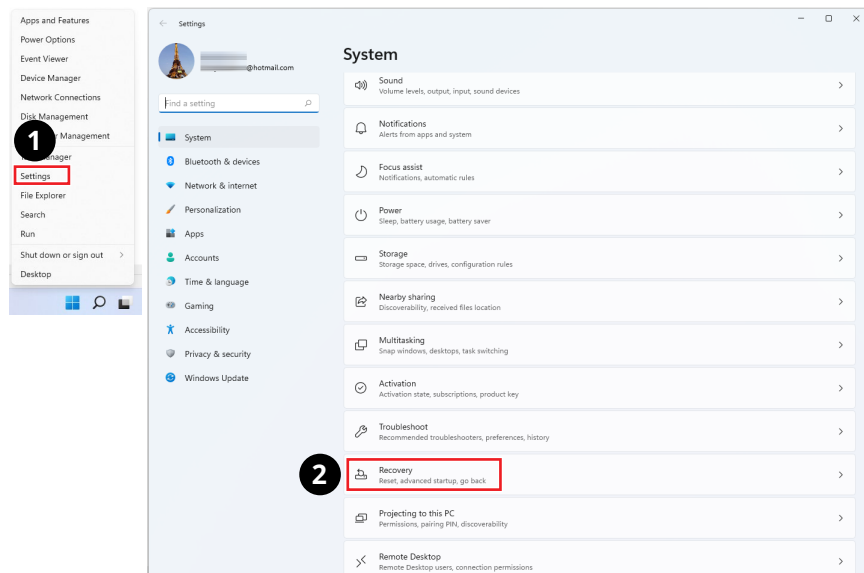 Apps and Features
Power Options
Event Viewer
Device Manager
Network Connections
Disk Management
Management
1
Settings
File Explorer
Search
Run
Shut down or sign out
Desktop
Settings
@hotmail.com
Find a setting
System
Bluetooth & devices
Network & internet
Personalization
Apps
Accounts
Time & language
Gaming
Accessibility
Privacy & security
Windows Update
System
Sound
Volume levels, output, input, sound devices
Notifications
Alerts from apps and system
Focus assist
Notifications, automatic rules
Power
Sleep, battery usage, battery saver
Storage
Storage space, drives, configuration rules
Nearby sharing
Discoverability, received files location
Multitasking
Snap windows, desktops, task switching
Activation
Activation state, subscriptions, product key
Troubleshoot
Recommended troubleshooters, preferences, history
2
Recovery
Reset, advanced startup, go back
Projecting to this PC
Permissions, pairing PIN, discoverability
Remote Desktop
Remote Desktop users, connection permissions